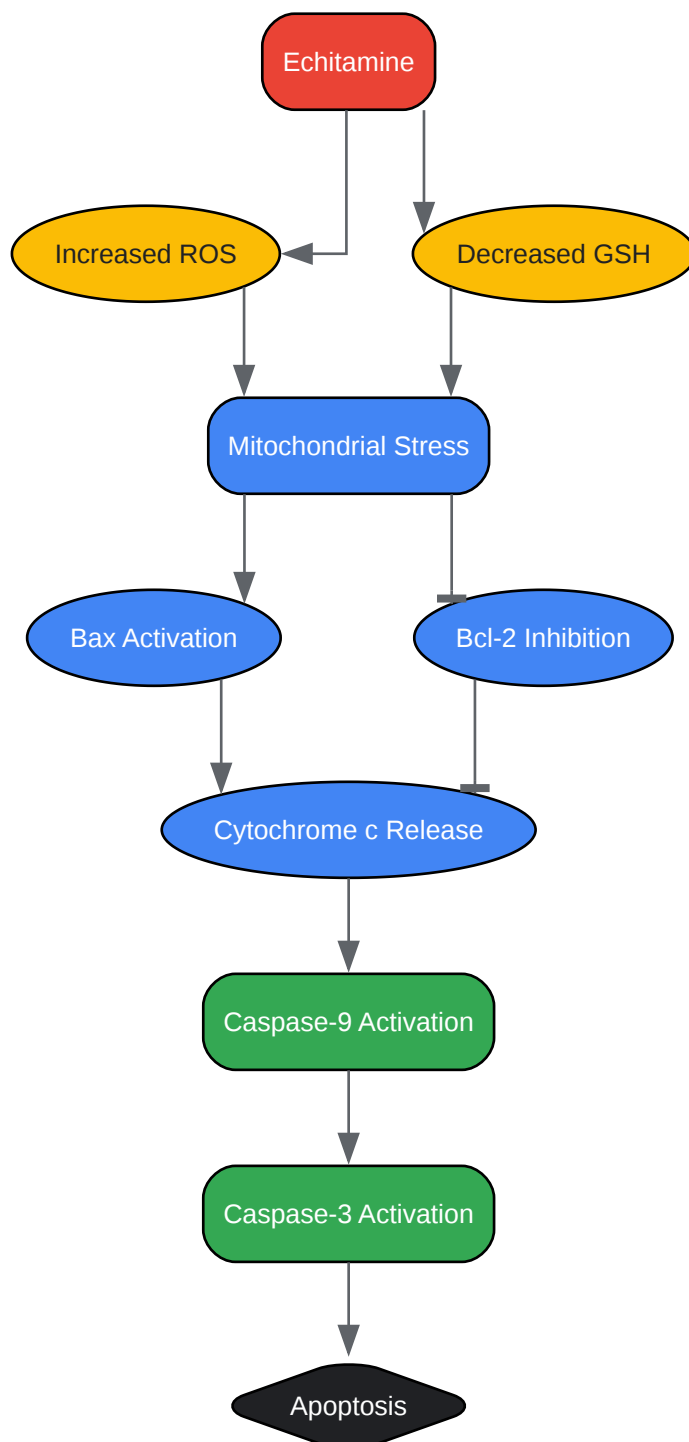 Echitamine
Increased ROS
Decreased GSH
Mitochondrial Stress
Bax Activation
Bcl-2 Inhibition
Cytochrome c Release
Caspase-9 Activation
Caspase-3 Activation
Apoptosis